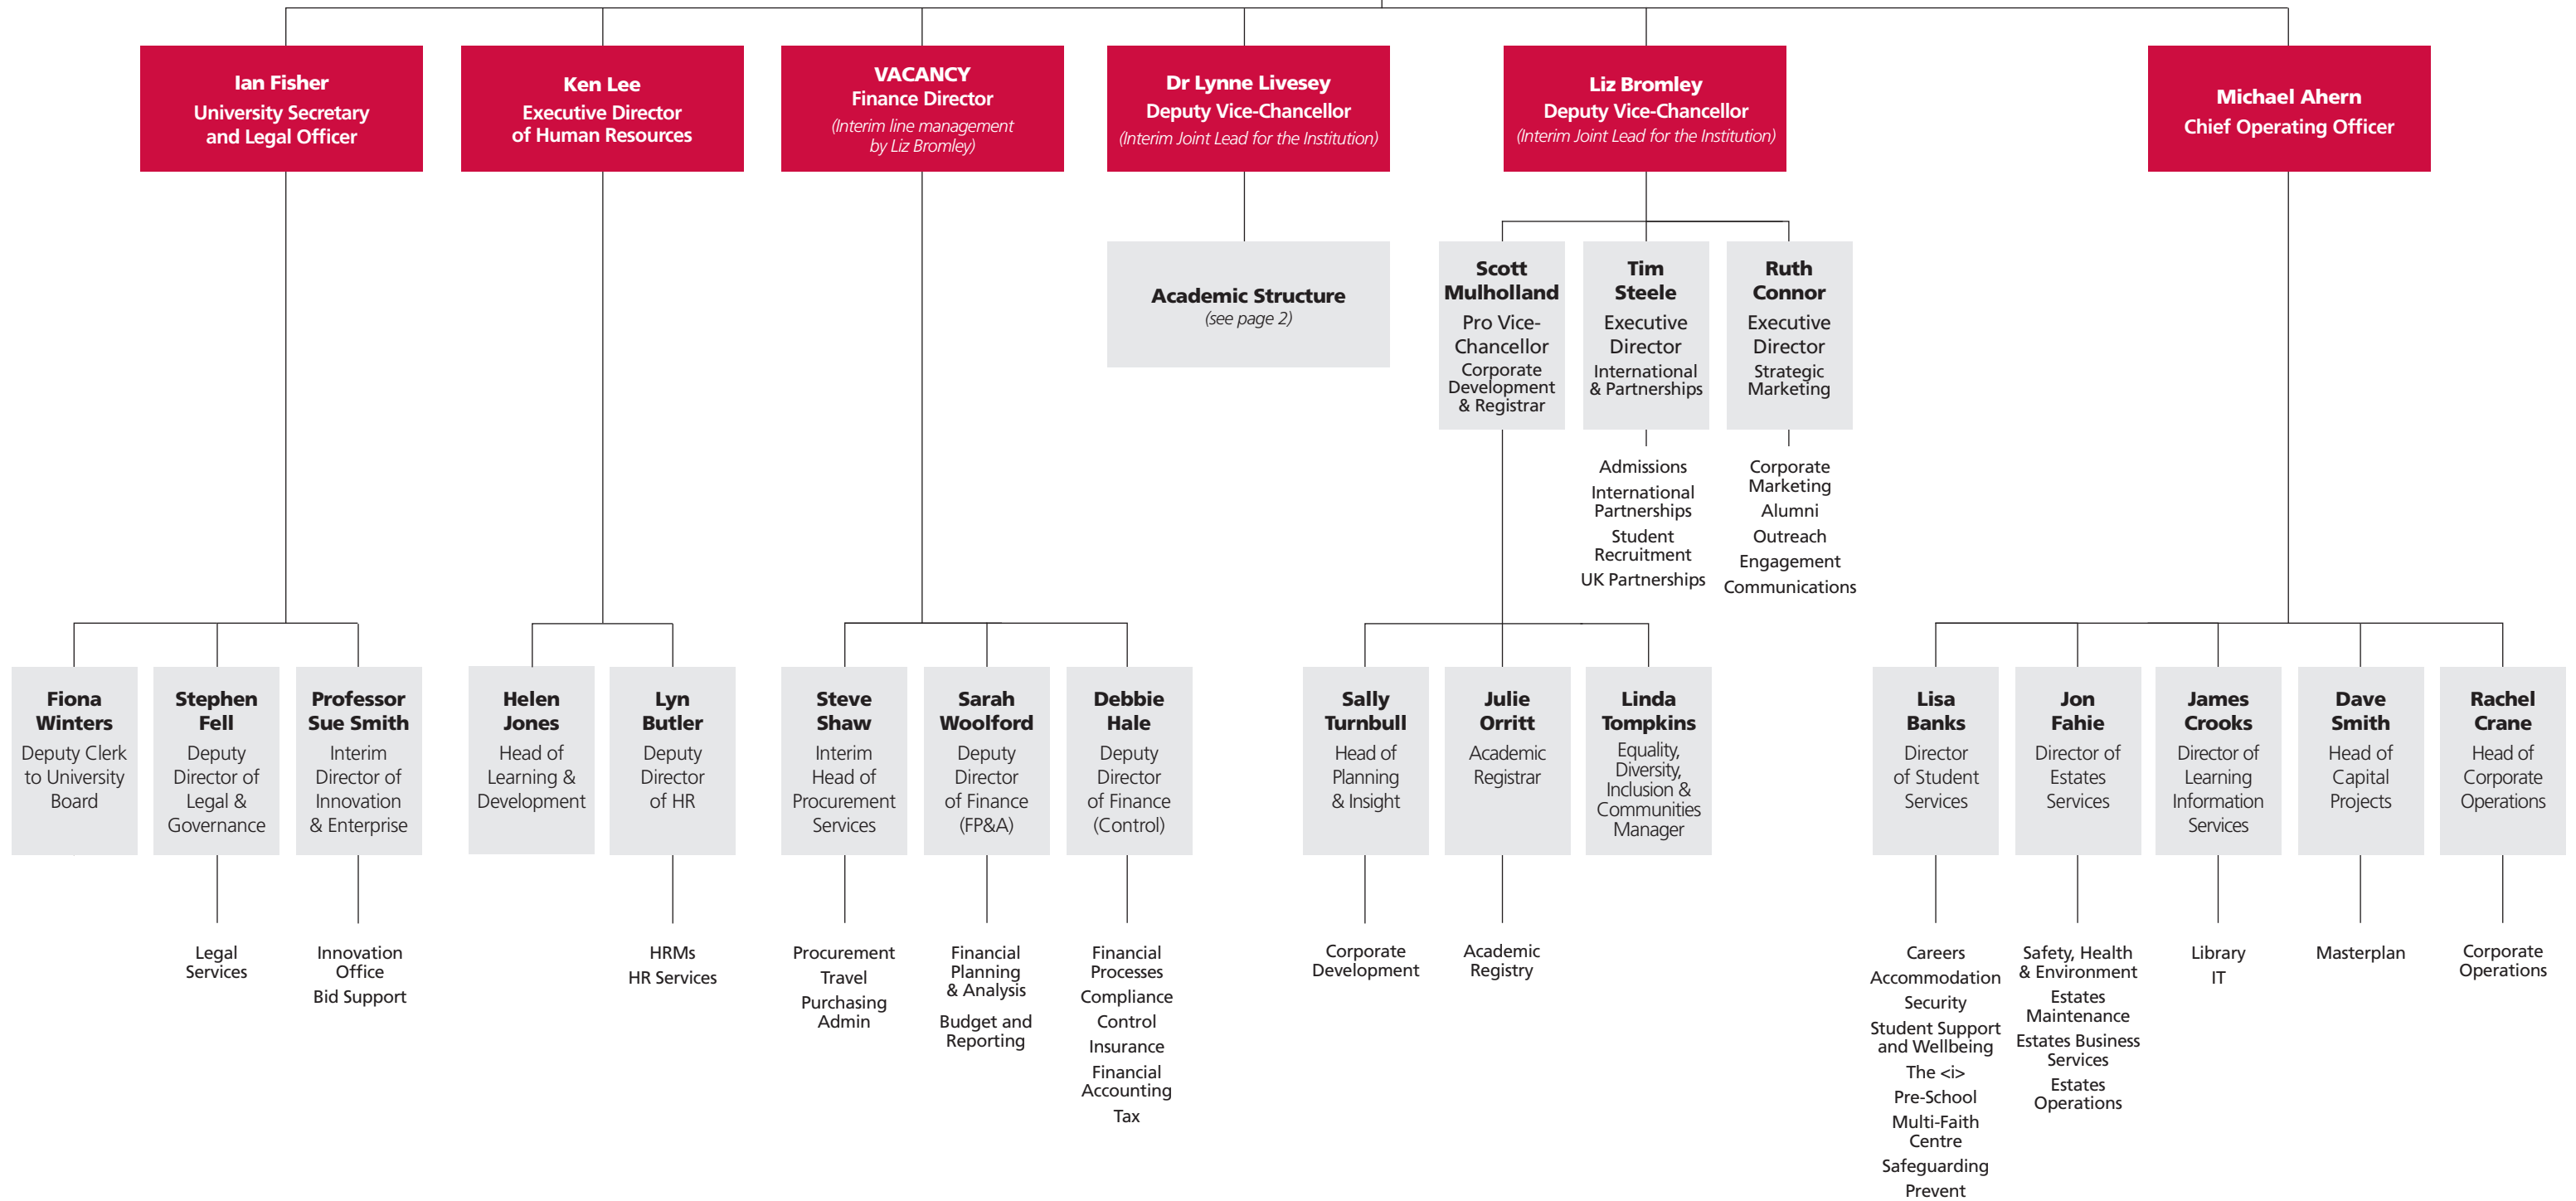 Ian Fisher
University Secretary
and Legal Officer
Ken Lee
Executive Director
of Human Resources
VACANCY
Finance Director
(Interim line management
by Liz Bromley)
Dr Lynne Livesey
Deputy Vice-Chancellor
(Interim Joint Lead for the Institution)
Liz Bromley
Deputy Vice-Chancellor
(Interim Joint Lead for the Institution)
Michael Ahern
Chief Operating Officer
Academic Structure
(see page 2)
Scott
Mulholland
Pro Vice-
Chancellor
Corporate
Development
& Registrar
Tim
Steele
Executive
Director
International
& Partnerships
Ruth
Connor
Executive
Director
Strategic
Marketing
Admissions
International
Partnerships
Student
Recruitment
UK Partnerships
Corporate
Marketing
Alumni
Outreach
Engagement
Communications
Fiona
Winters
Deputy Clerk
to University
Board
Stephen
Fell
Deputy
Director of
Legal &
Governance
Professor
Sue Smith
Interim
Director of
Innovation
& Enterprise
Helen
Jones
Head of
Learning &
Development
Lyn
Butler
Deputy
Director
of HR
Steve
Shaw
Interim
Head of
Procurement
Services
Sarah
Woolford
Deputy
Director
of Finance
(FP&A)
Debbie
Hale
Deputy
Director
of Finance
(Control)
Sally
Turnbull
Head of
Planning
& Insight
Julie
Orritt
Academic
Registrar
Linda
Tompkins
Equality,
Diversity,
Inclusion &
Communities
Manager
Lisa
Banks
Director
of Student
Services
Jon
Fahie
Director of
Estates
Services
James
Crooks
Director of
Learning
Information
Services
Dave
Smith
Head of
Capital
Projects
Rachel
Crane
Head of
Corporate
Operations
Legal
Services
Innovation
Office
Bid Support
HRMs
HR Services
Procurement
Travel
Purchasing
Admin
Financial
Planning
& Analysis
Budget and
Reporting
Financial
Processes
Compliance
Control
Insurance
Financial
Accounting
Tax
Corporate
Development
Academic
Registry
Careers
Accommodation
Security
Student Support
and Wellbeing
The <i>
Pre-School
Multi-Faith
Centre
Safeguarding
Prevent
Safety, Health
& Environment
Estates
Maintenance
Estates Business
Services
Estates
Operations
Library
IT
Masterplan
Corporate
Operations